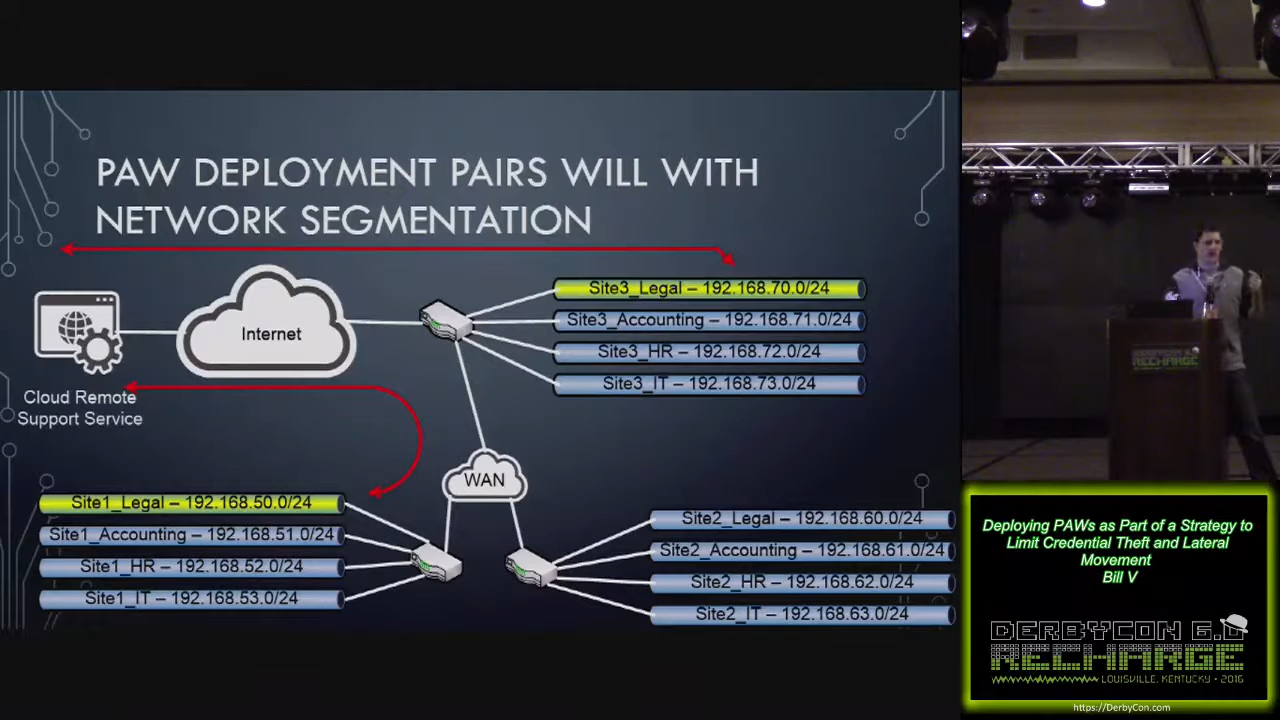 PAW DEPLOYMENT PAIRS WILL WITH
NETWORK SEGMENTATION
Internet
Cloud Remote
Support Service
Site3_Legal – 192.168.70.0/24
Site3_Accounting – 192.168.71.0/24
Site3_HR – 192.168.72.0/24
Site3_IT – 192.168.73.0/24
WAN
Site1_Legal – 192.168.50.0/24
Site1_Accounting – 192.168.51.0/24
Site1_HR – 192.168.52.0/24
Site1_IT – 192.168.53.0/24
Site2_Legal – 192.168.60.0/24
Site2_Accounting – 192.168.61.0/24
Site2_HR – 192.168.62.0/24
Site2_IT – 192.168.63.0/24
DERBYCON 6.0
RECHARGE
Deploying PAWs as Part of a Strategy to
Limit Credential Theft and Lateral
Movement
Bill V
DERBYCON 6.0
RECHARGE
LOUISVILLE, KENTUCKY • 2016
https://DerbyCon.com